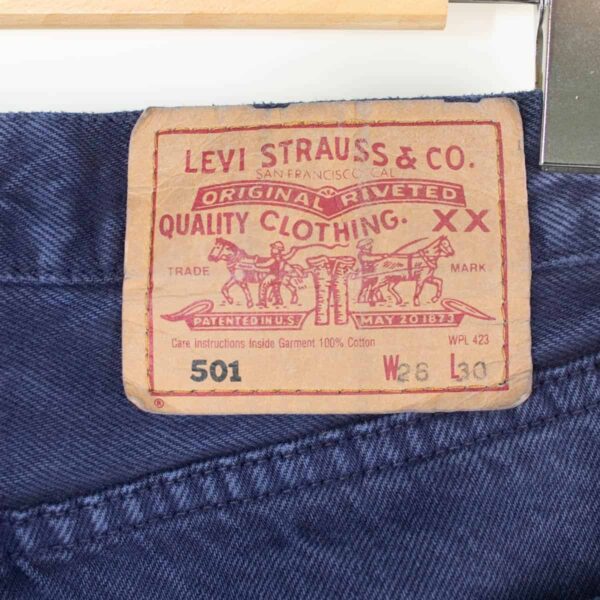 LEVI STRAUSS & CO.
SAN FRANCISCO CAL
ORIGINAL RIVETED
QUALITY CLOTHING. XX
TRADE MARK
PATENTED IN U.S. MAY 20 1873
Care Instructions Inside Garment 100% Cotton WPL 423
501 W26 L30
®